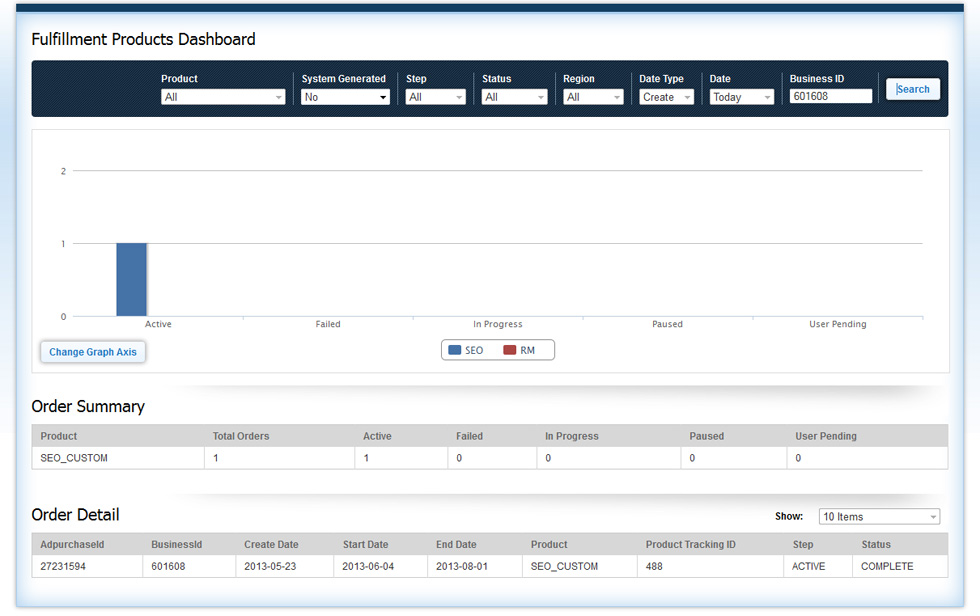 Fulfillment Products Dashboard
Product System Generated Step Status Region Date Type Date Business ID
All No All All All Create Today 601608 Search
2
1
0
Active Failed In Progress Paused User Pending
Change Graph Axis SEO RM
Order Summary
Product Total Orders Active Failed In Progress Paused User Pending
SEO_CUSTOM 1 1 0 0 0 0
Order Detail Show: 10 Items
AdpurchaseId BusinessId Create Date Start Date End Date Product Product Tracking ID Step Status
27231594 601608 2013-05-23 2013-06-04 2013-08-01 SEO_CUSTOM 488 ACTIVE COMPLETE